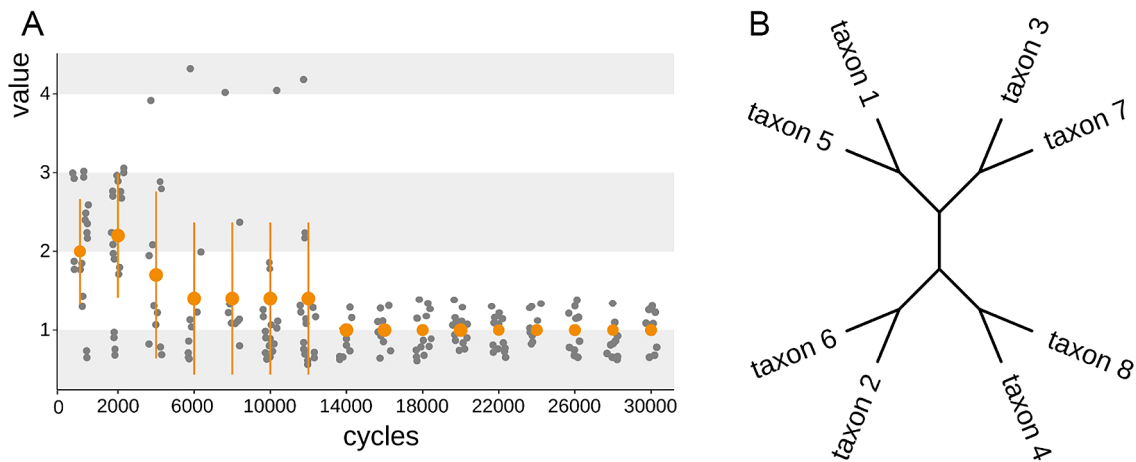 A
value
4
3
2
1
0 2000 6000 10000 14000 18000 22000 26000 30000
cycles
B
taxon 1
taxon 3
taxon 5
taxon 7
taxon 6
taxon 8
taxon 2
taxon 4